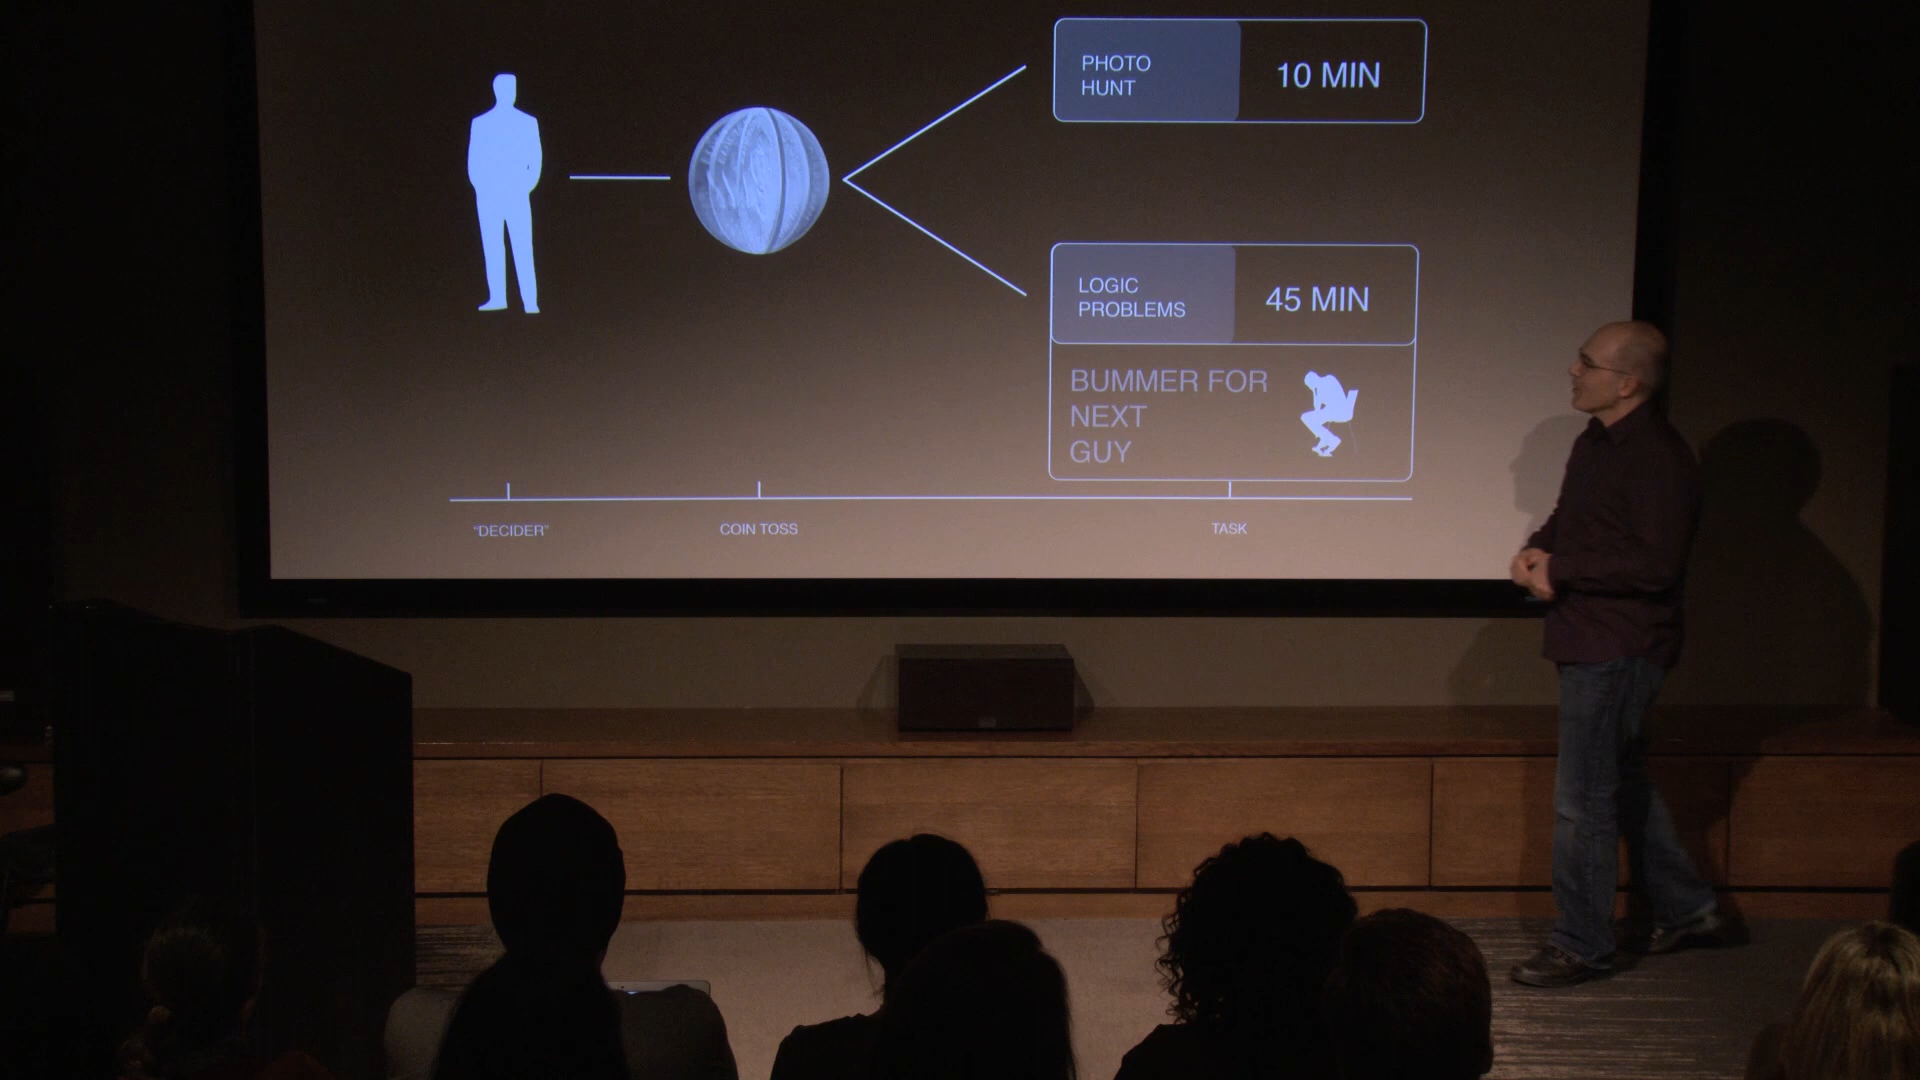 PHOTO
HUNT
10 MIN
LOGIC
PROBLEMS
45 MIN
BUMMER FOR
NEXT
GUY
"DECIDER"
COIN TOSS
TASK